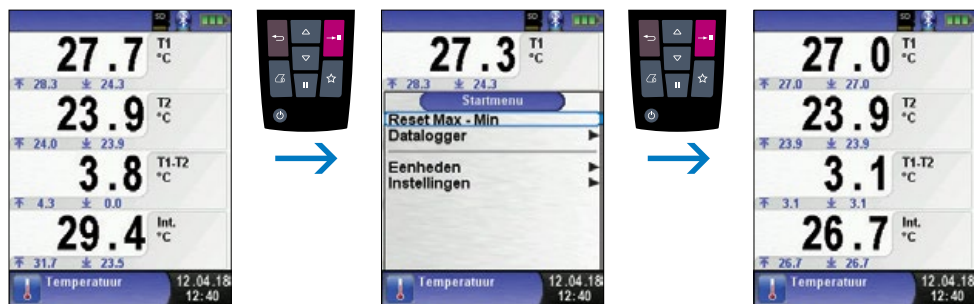 SD
27.7 T1 °C
28.3 24.3
23.9 T2 °C
24.0 23.9
3.8 T1-T2 °C
4.3 0.0
29.4 Int. °C
31.7 23.5
Temperatuur 12.04.18
12:40
SD
27.3 T1 °C
28.3 24.3
Startmenu
Reset Max - Min
Datalogger
Eenheden
Instellingen
Temperatuur 12.04.18
12:40
SD
27.0 T1 °C
27.0 27.0
23.9 T2 °C
23.9 23.9
3.1 T1-T2 °C
3.1 3.1
26.7 Int. °C
26.7 26.7
Temperatuur 12.04.18
12:40